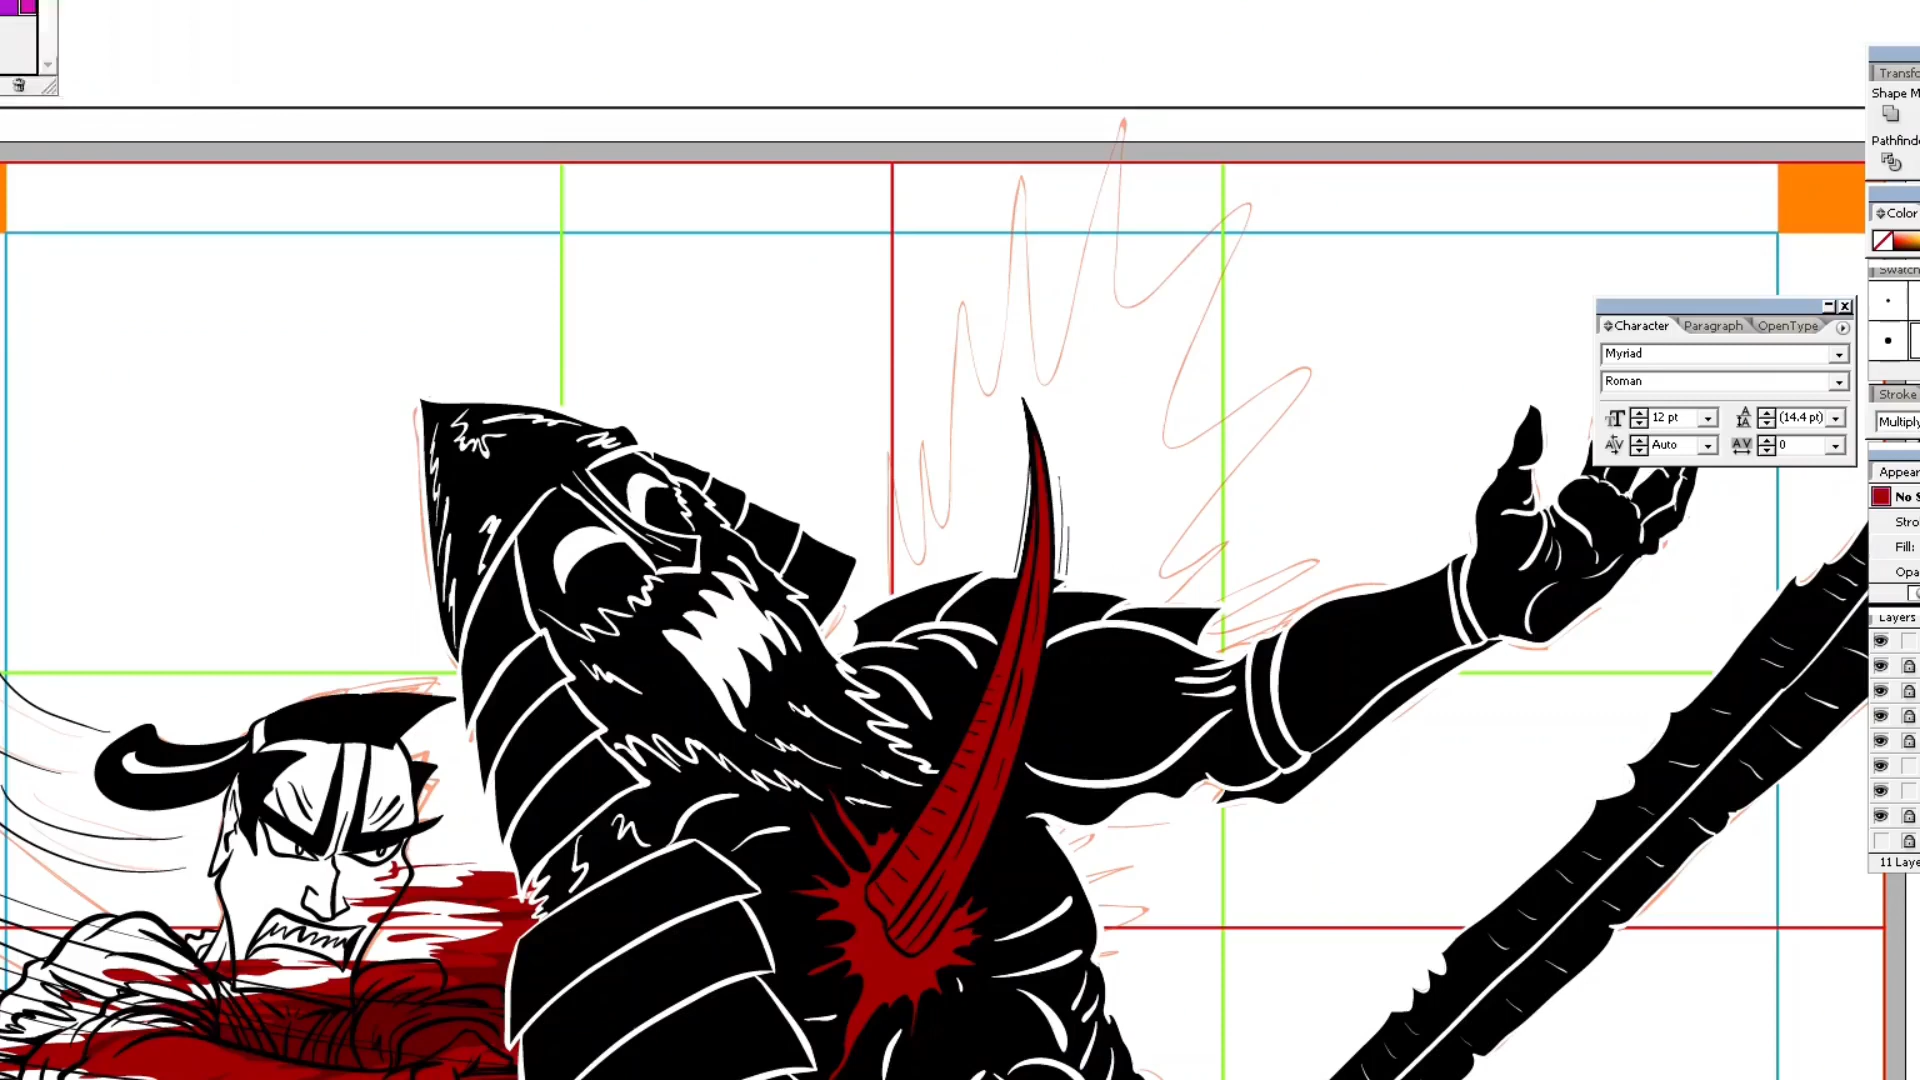 Transfo
Shape M
Pathfinde
Color
Swatch
Character Paragraph OpenType
Myriad
Roman
12 pt (14.4 pt)
Auto 0
Stroke
Multiply
Appear
No S
Stro
Fill:
Opa
Layers
11 Laye